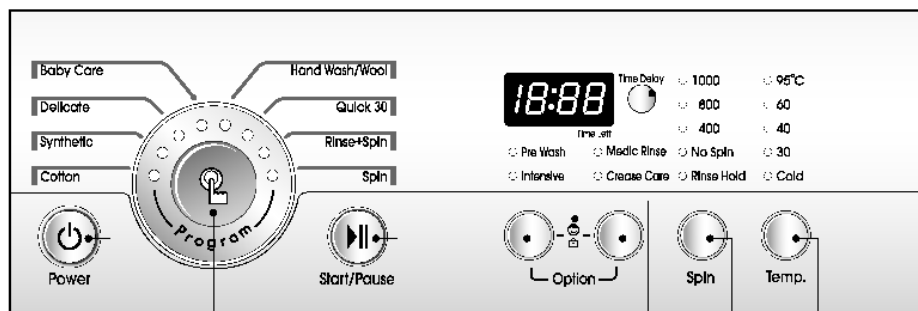 Baby Care
Delicate
Synthetic
Cotton
Hand Wash/Wool
Quick 30
Rinse+Spin
Spin
Program
Power
Start/Pause
18:88
Time Delay
Time Left
Pre Wash
Intensive
Medic Rinse
Crease Care
1000
800
400
No Spin
Rinse Hold
95°C
60
40
30
Cold
Option
Spin
Temp.